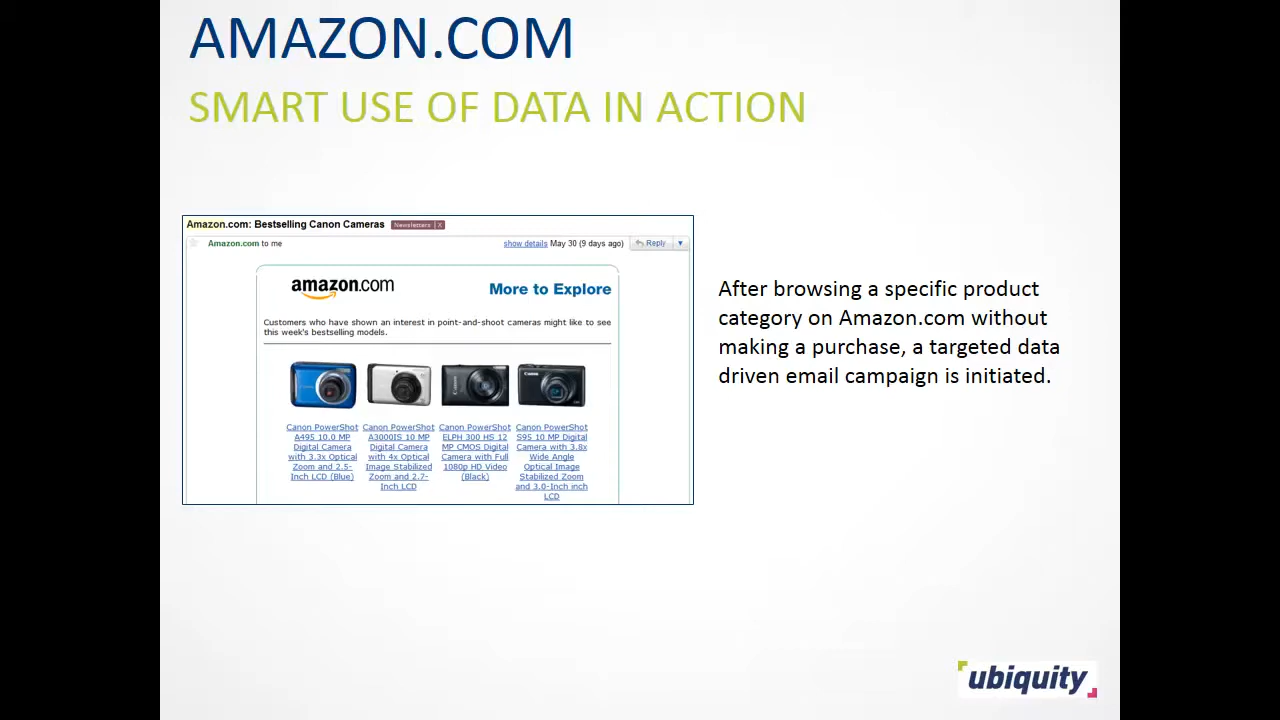 AMAZON.COM
SMART USE OF DATA IN ACTION
Amazon.com: Bestselling Canon Cameras Newsletters | X
Amazon.com to me show details May 30 (9 days ago) Reply
amazon.com More to Explore
Customers who have shown an interest in point-and-shoot cameras might like to see
this week's bestselling models.
Canon PowerShot
A495 10.0 MP
Digital Camera
with 3.3x Optical
Zoom and 2.5-
Inch LCD (Blue)
Canon PowerShot
A3000IS 10 MP
Digital Camera
with 4x Optical
Image Stabilized
Zoom and 2.7-
Inch LCD
Canon PowerShot
ELPH 300 HS 12
MP CMOS Digital
Camera with Full
1080p HD Video
(Black)
Canon PowerShot
S95 10 MP Digital
Camera with 3.8x
Wide Angle
Optical Image
Stabilized Zoom
and 3.0-Inch inch
LCD
After browsing a specific product
category on Amazon.com without
making a purchase, a targeted data
driven email campaign is initiated.
ubiquity